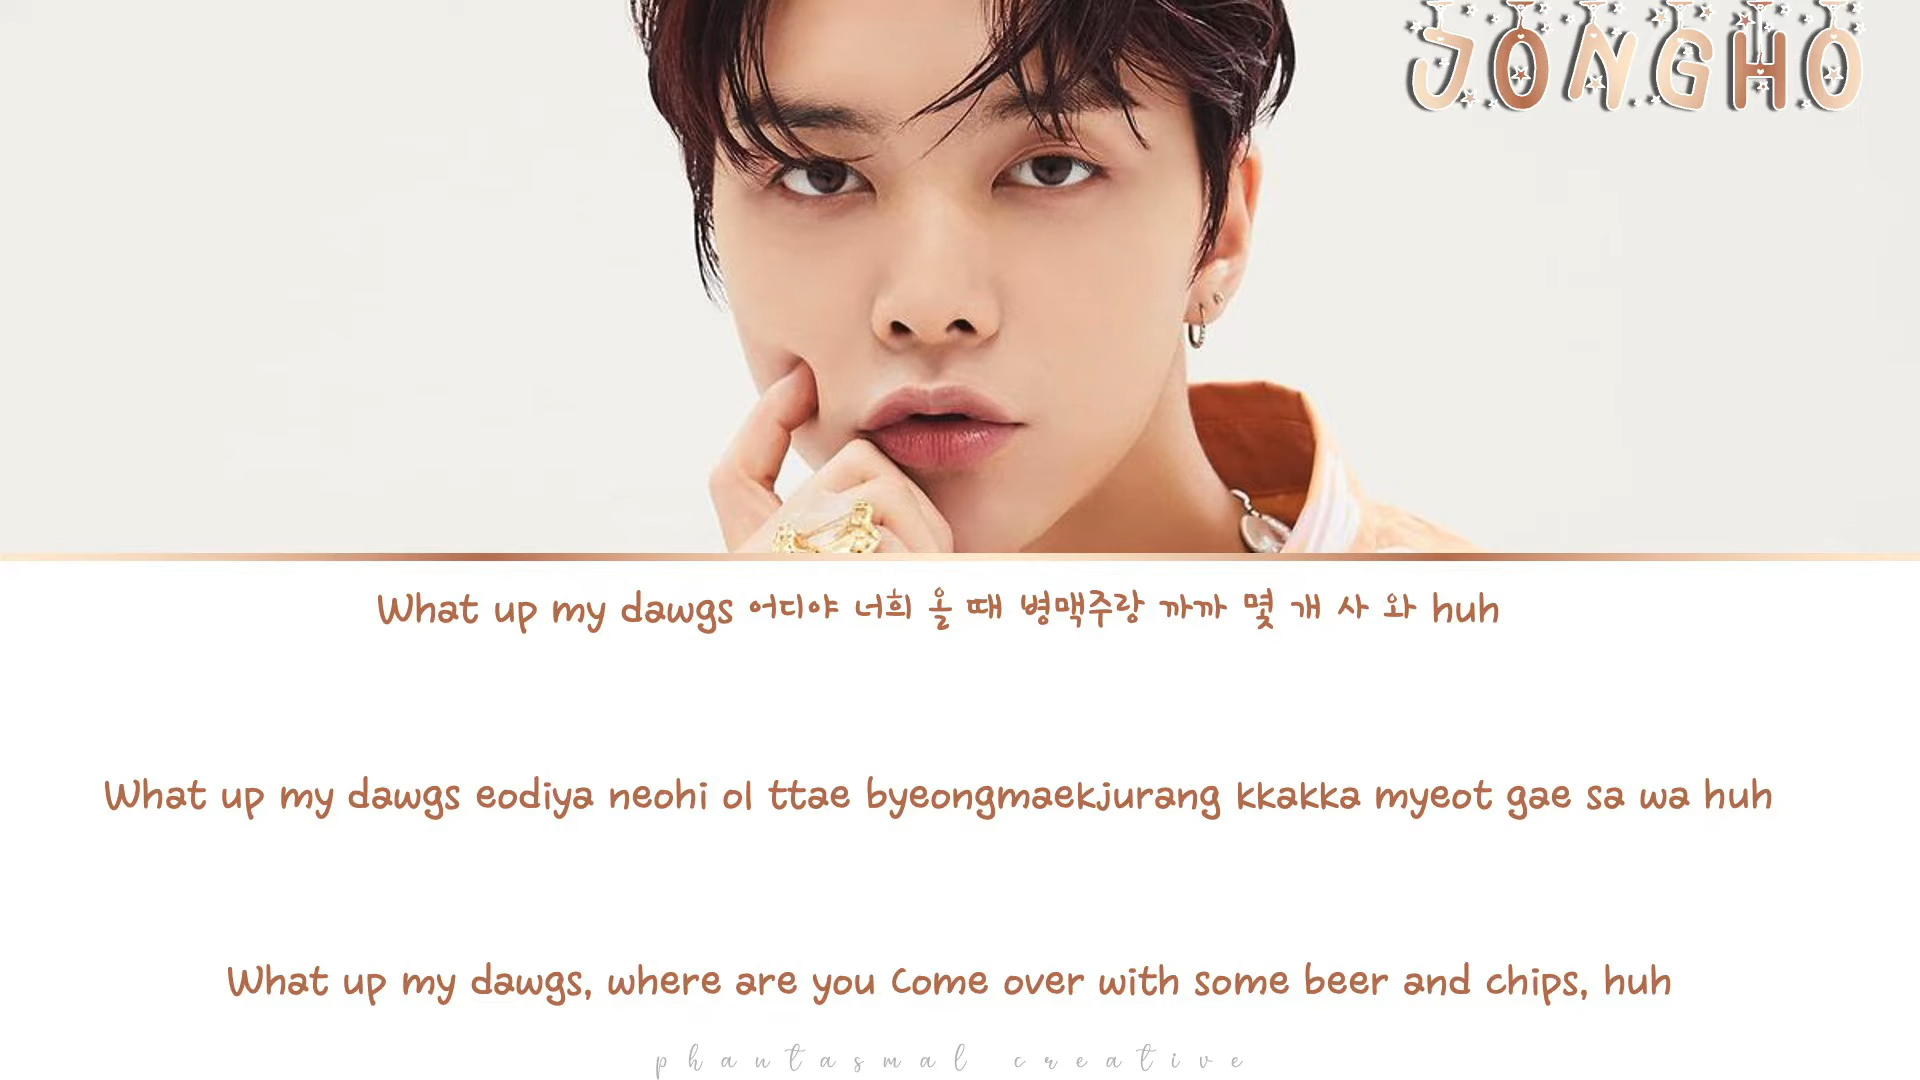 JONGHO
What up my dawgs 어디야 너희 올 때 병맥주랑 까까 몇 개 사 와 huh
What up my dawgs eodiya neohi ol ttae byeongmaekjurang kkakka myeot gae sa wa huh
What up my dawgs, where are you Come over with some beer and chips, huh
phautasmal creative